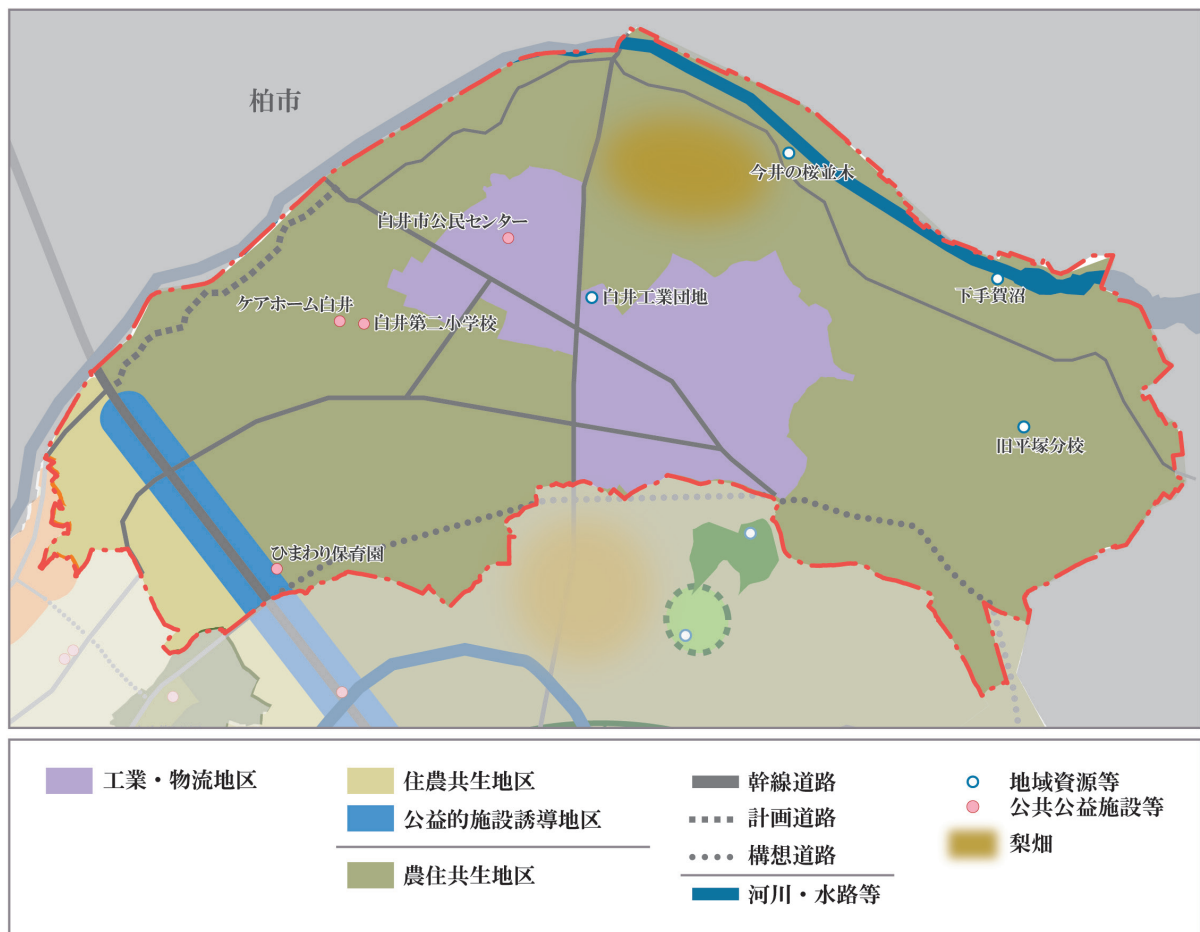 柏市
今井の桜並木
白井市公民センター
下手賀沼
ケアホーム白井
白井工業団地
白井第二小学校
旧平塚分校
ひまわり保育園
工業・物流地区
住農共生地区
公益的施設誘導地区
農住共生地区
幹線道路
計画道路
構想道路
河川・水路等
地域資源等
公共公益施設等
梨畑